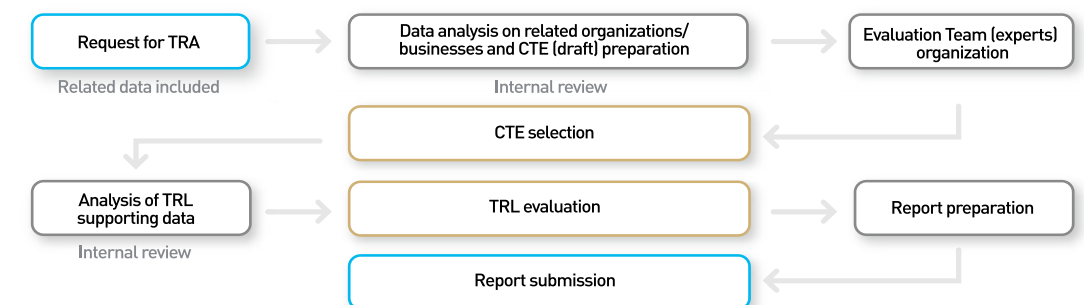 Request for TRA
Related data included
Data analysis on related organizations/
businesses and CTE (draft) preparation
Internal review
Evaluation Team (experts)
organization
CTE selection
Analysis of TRL
supporting data
Internal review
TRL evaluation
Report preparation
Report submission